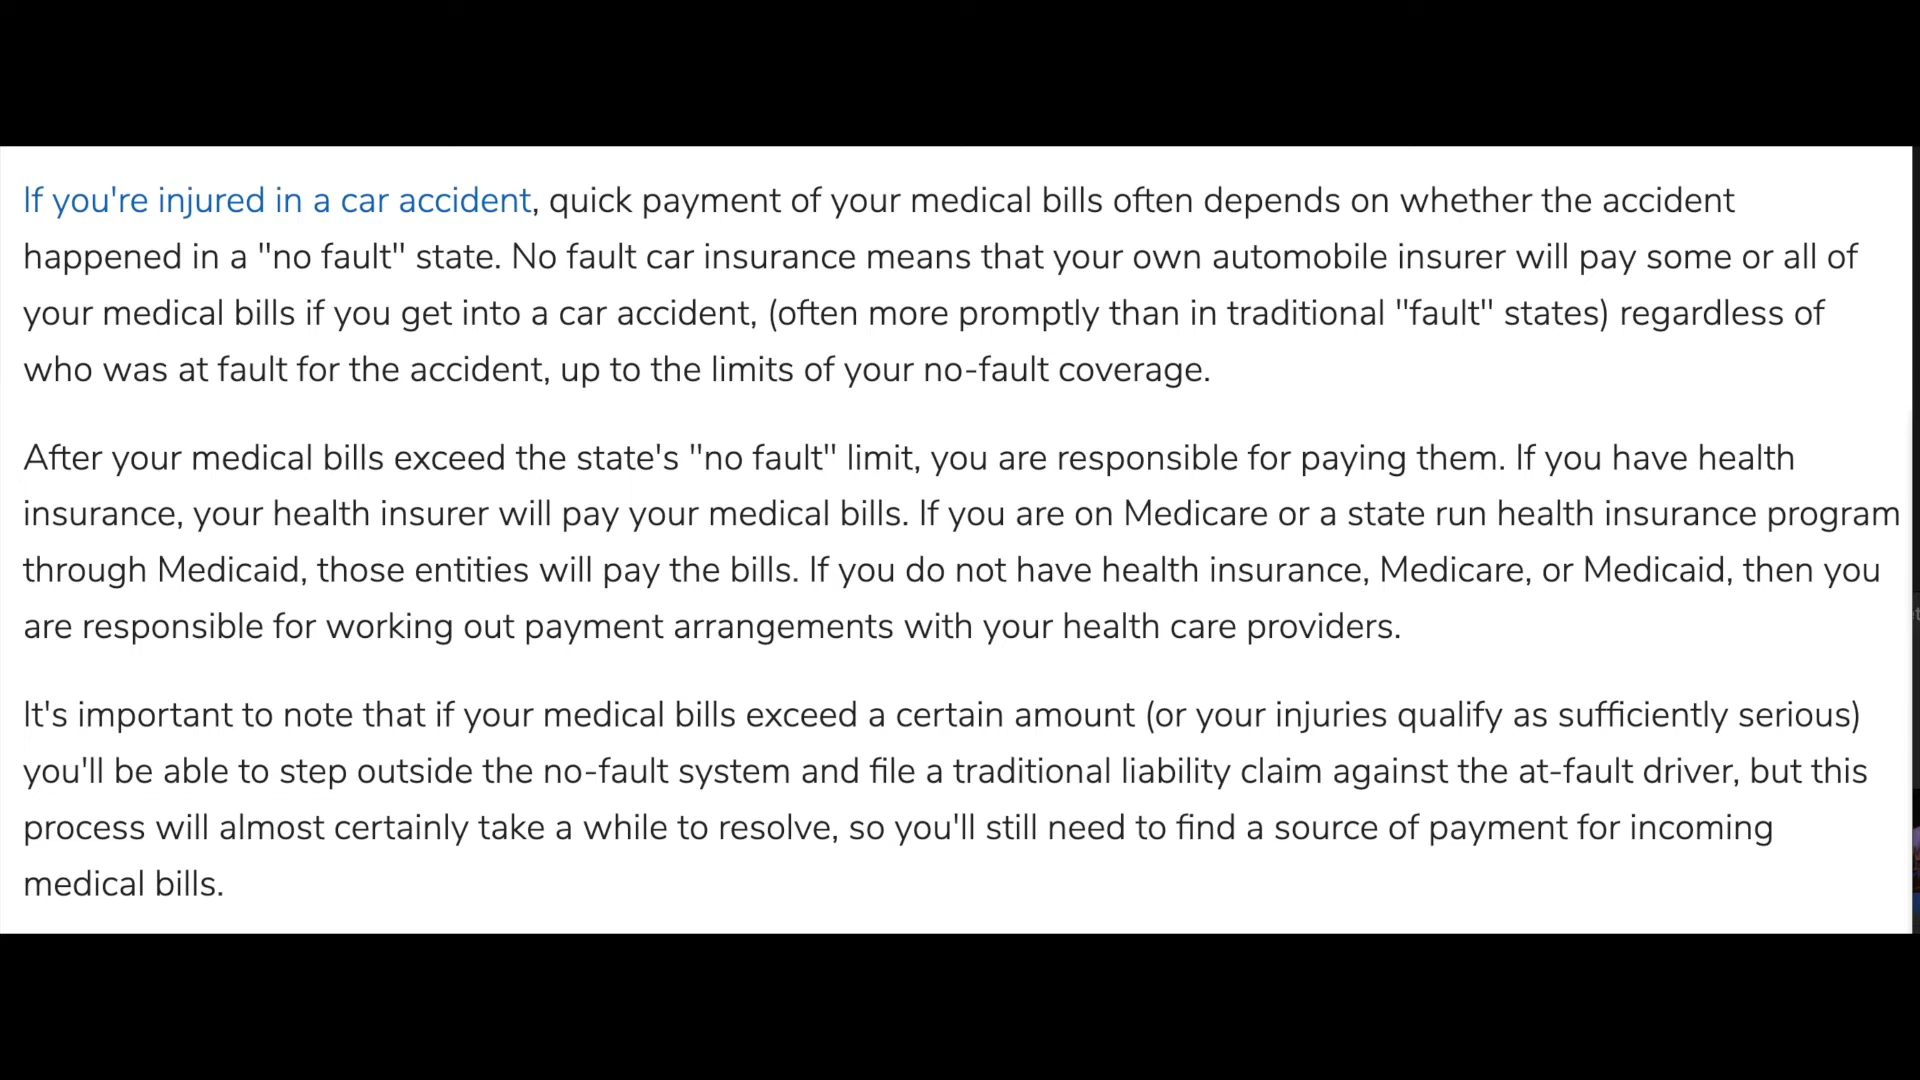 If you're injured in a car accident, quick payment of your medical bills often depends on whether the accident
happened in a "no fault" state. No fault car insurance means that your own automobile insurer will pay some or all of
your medical bills if you get into a car accident, (often more promptly than in traditional "fault" states) regardless of
who was at fault for the accident, up to the limits of your no-fault coverage.
After your medical bills exceed the state's "no fault" limit, you are responsible for paying them. If you have health
insurance, your health insurer will pay your medical bills. If you are on Medicare or a state run health insurance program
through Medicaid, those entities will pay the bills. If you do not have health insurance, Medicare, or Medicaid, then you
are responsible for working out payment arrangements with your health care providers.
It's important to note that if your medical bills exceed a certain amount (or your injuries qualify as sufficiently serious)
you'll be able to step outside the no-fault system and file a traditional liability claim against the at-fault driver, but this
process will almost certainly take a while to resolve, so you'll still need to find a source of payment for incoming
medical bills.